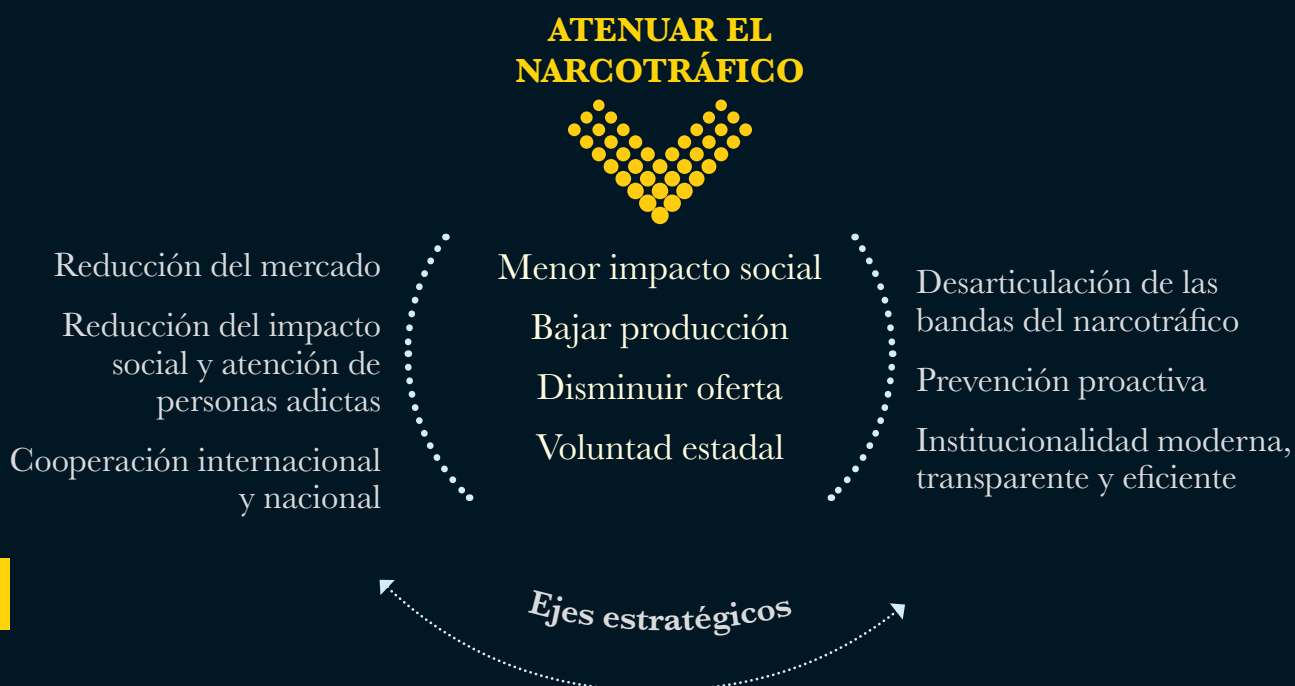 ATENUAR EL
NARCOTRÁFICO
Reducción del mercado
Reducción del impacto
social y atención de
personas adictas
Cooperación internacional
y nacional
Menor impacto social
Bajar producción
Disminuir oferta
Voluntad estadal
Desarticulación de las
bandas del narcotráfico
Prevención proactiva
Institucionalidad moderna,
transparente y eficiente
Ejes estratégicos